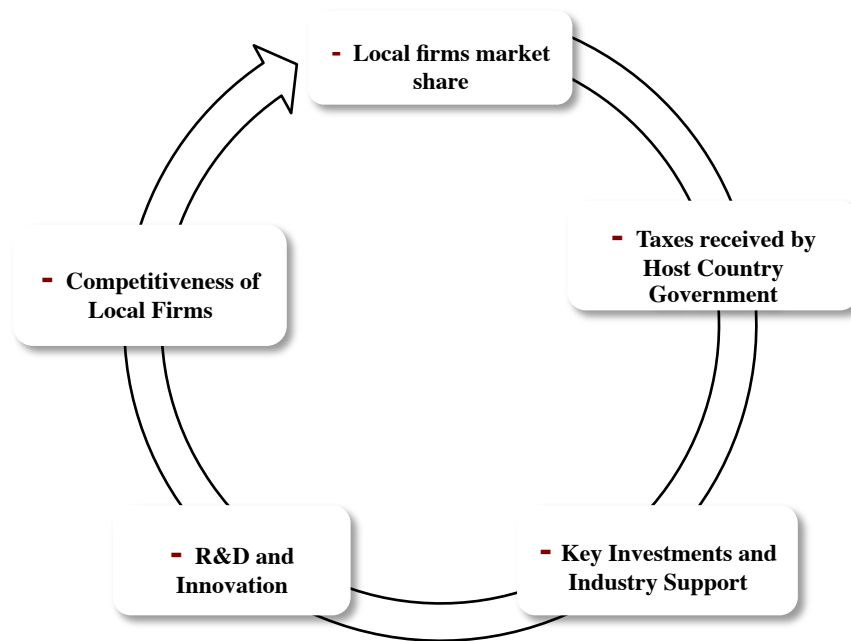 - Local firms market
share
- Taxes received by
Host Country
Government
- Key Investments and
Industry Support
- R&D and
Innovation
- Competitiveness of
Local Firms